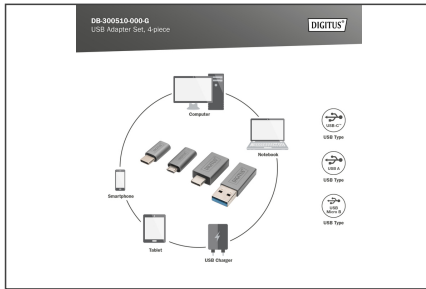 DB-300510-000-G
USB Adapter Set, 4-piece
DIGITUS®
Computer
Notebook
Smartphone
Tablet
USB Charger
USB-C™
USB Type
USB A
USB Type
USB
Micro B
USB Type